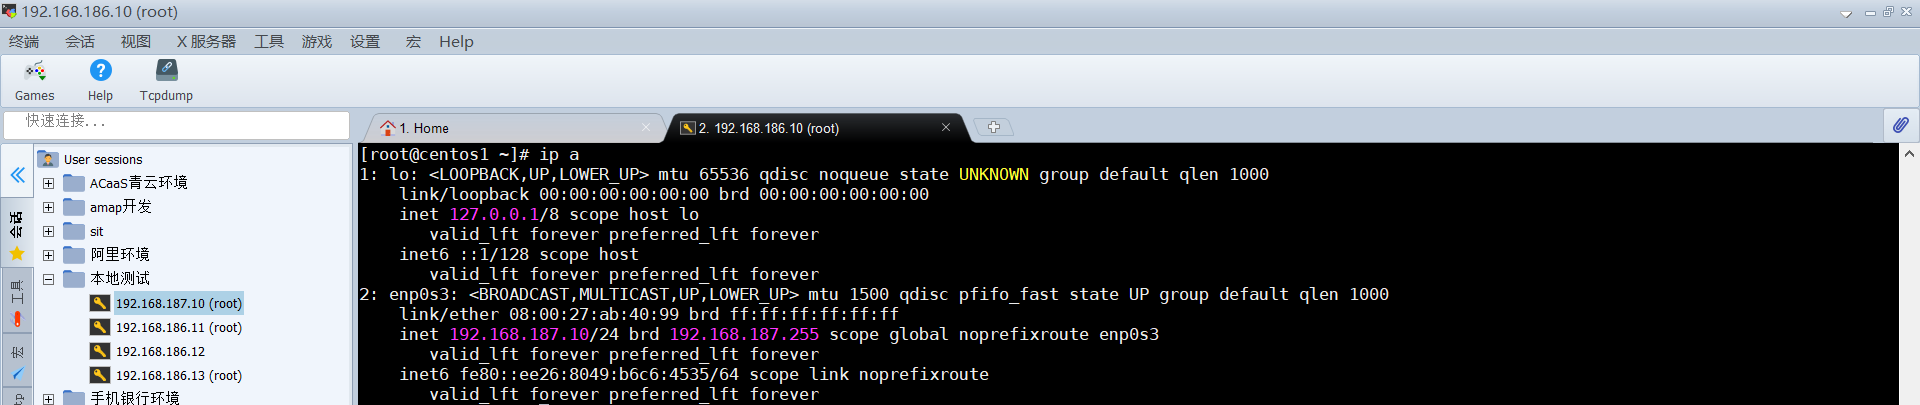 192.168.186.10 (root)
终端 会话 视图 X 服务器 工具 游戏 设置 宏 Help
Games Help Tcpdump
快速连接...
1. Home
2. 192.168.186.10 (root)
会话
工具
宏
User sessions
ACaaS青云环境
amap开发
sit
阿里环境
本地测试
192.168.187.10 (root)
192.168.186.11 (root)
192.168.186.12
192.168.186.13 (root)
手机银行环境
[root@centos1 ~]# ip a
1: lo: <LOOPBACK,UP,LOWER_UP> mtu 65536 qdisc noqueue state UNKNOWN group default qlen 1000
link/loopback 00:00:00:00:00:00 brd 00:00:00:00:00:00
inet 127.0.0.1/8 scope host lo
valid_lft forever preferred_lft forever
inet6 ::1/128 scope host
valid_lft forever preferred_lft forever
2: enp0s3: <BROADCAST,MULTICAST,UP,LOWER_UP> mtu 1500 qdisc pfifo_fast state UP group default qlen 1000
link/ether 08:00:27:ab:40:99 brd ff:ff:ff:ff:ff:ff
inet 192.168.187.10/24 brd 192.168.187.255 scope global noprefixroute enp0s3
valid_lft forever preferred_lft forever
inet6 fe80::ee26:8049:b6c6:4535/64 scope link noprefixroute
valid_lft forever preferred_lft forever